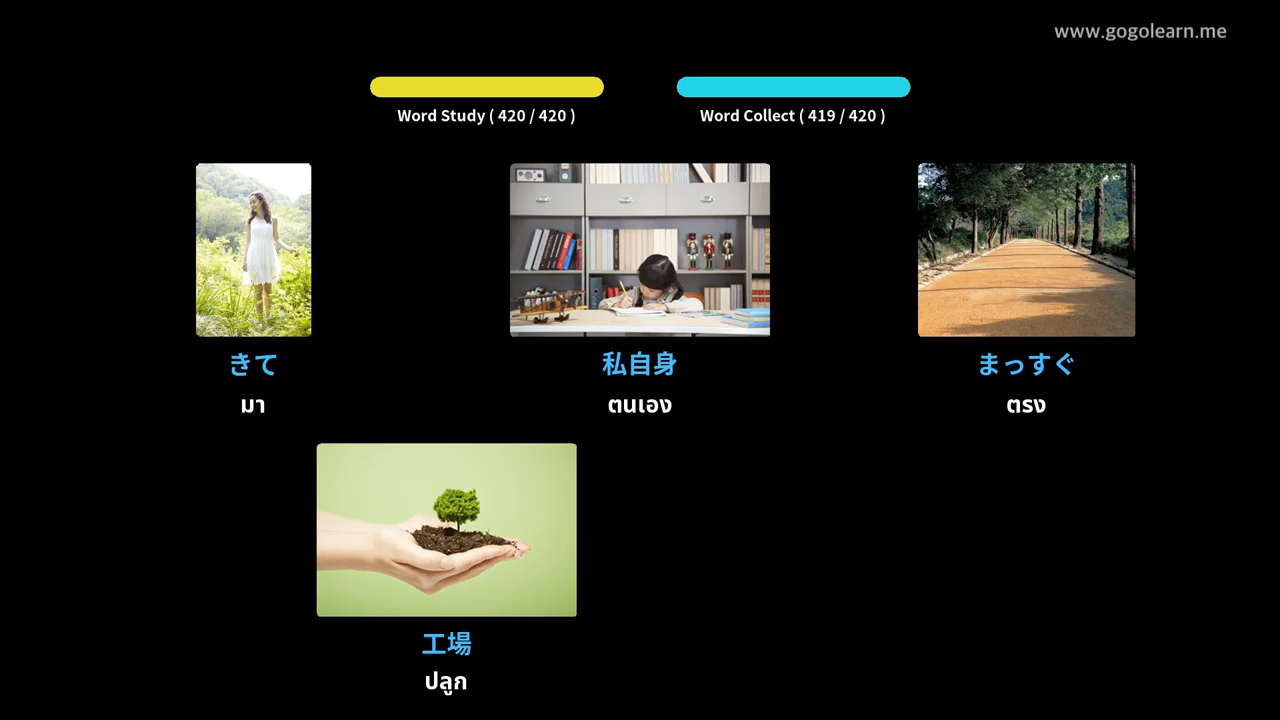 www.gogolearn.me
Word Study ( 420 / 420 )
Word Collect ( 419 / 420 )
きて
มา
私自身
ตนเอง
まっすぐ
ตรง
工場
ปลูก